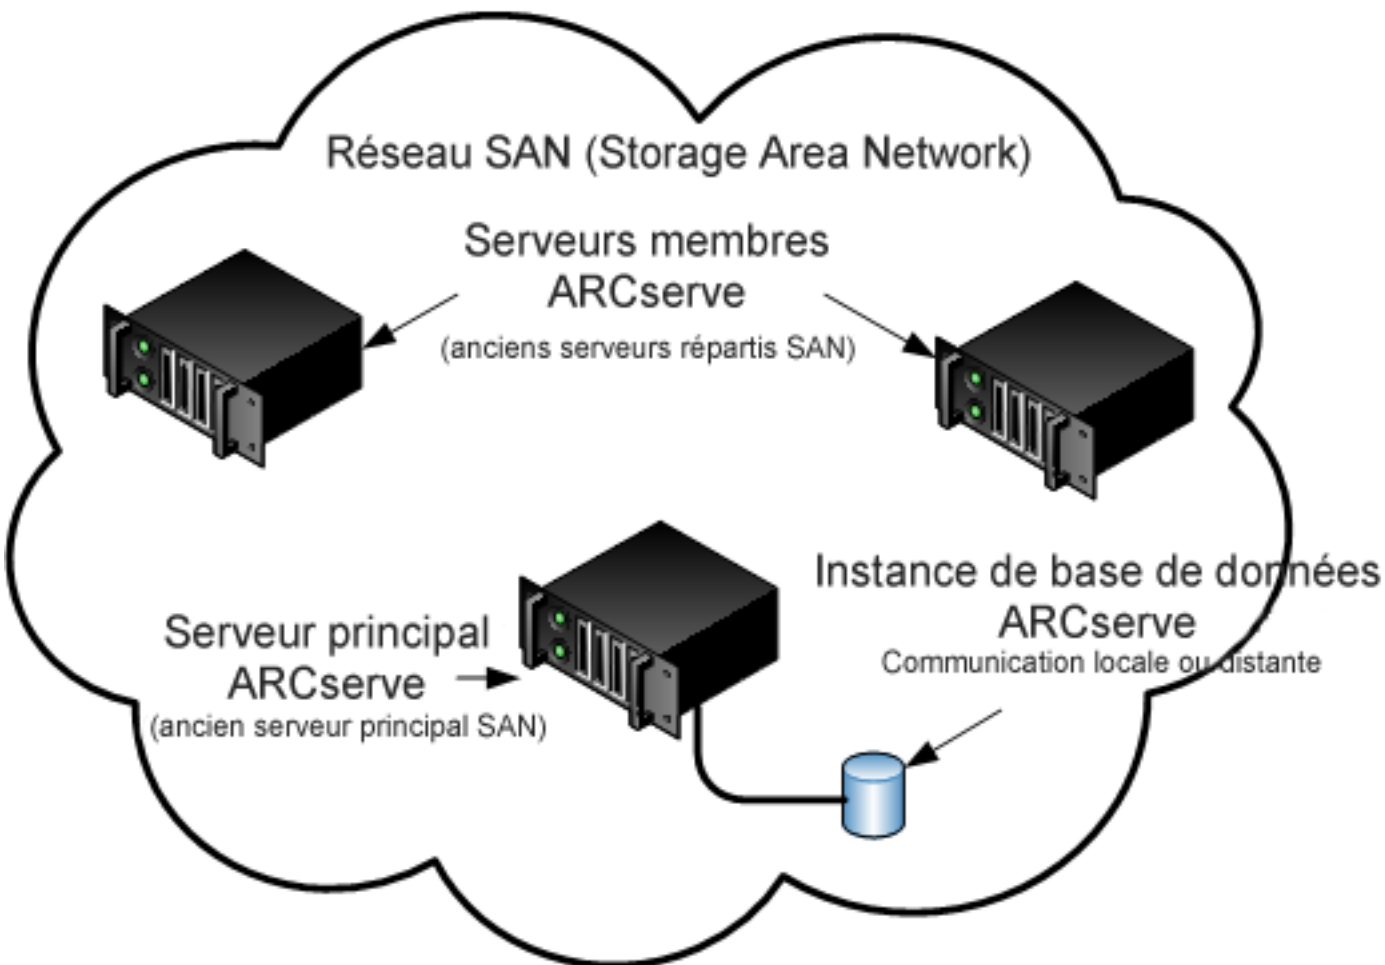 Réseau SAN (Storage Area Network)
Serveurs membres
ARCserve
(anciens serveurs répartis SAN)
Instance de base de données
ARCserve
Communication locale ou distante
Serveur principal
ARCserve
(ancien serveur principal SAN)